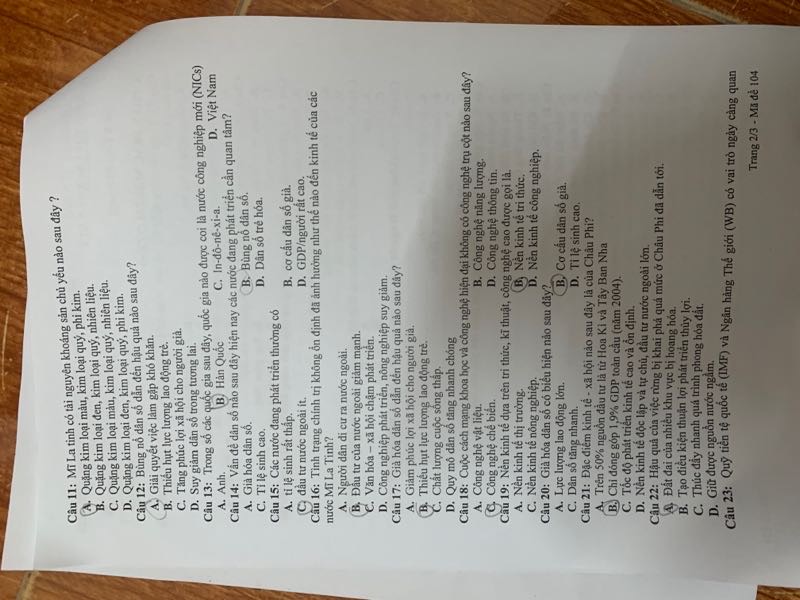 Câu 11: Mĩ La tinh có tài nguyên khoáng sản chủ yếu nào sau đây ?
A. Quặng kim loại màu, kim loại quý, phi kim.
B. Quặng kim loại đen, kim loại quý, nhiên liệu.
C. Quặng kim loại màu, kim loại quý, nhiên liệu.
D. Quặng kim loại đen, kim loại quý, phi kim.
Câu 12: Bùng nổ dân số dẫn đến hậu quả nào sau đây?
A. Giải quyết việc làm gặp khó khăn.
B. Thiếu hụt lực lượng lao động trẻ.
C. Tăng phúc lợi xã hội cho người già.
D. Suy giảm dân số trong tương lai.
Câu 13: Trong số các quốc gia sau đây, quốc gia nào được coi là nước công nghiệp mới (NICs)
A. Anh. B. Hàn Quốc C. In-đô-nê-xi-a. D. Việt Nam
Câu 14: Vấn đề dân số nào sau đây hiện nay các nước đang phát triển cần quan tâm?
A. Già hóa dân số. B. Bùng nổ dân số.
C. Tỉ lệ sinh cao. D. Dân số trẻ hóa.
Câu 15: Các nước đang phát triển thường có
A. tỉ lệ sinh rất thấp. B. cơ cấu dân số già.
C. đầu tư nước ngoài ít. D. GDP/người rất cao.
Câu 16: Tình trạng chính trị không ổn định đã ảnh hưởng như thế nào đến kinh tế của các
nước Mĩ La Tinh?
A. Người dân di cư ra nước ngoài.
B. Đầu tư của nước ngoài giảm mạnh.
C. Văn hóa – xã hội chậm phát triển.
D. Công nghiệp phát triển, nông nghiệp suy giảm.
Câu 17: Già hóa dân số dẫn đến hậu quả nào sau đây?
A. Giảm phúc lợi xã hội cho người già.
B. Thiếu hụt lực lượng lao động trẻ.
C. Chất lượng cuộc sống thấp.
D. Quy mô dân số tăng nhanh chóng
Câu 18: Cuộc cách mạng khoa học và công nghệ hiện đại không có công nghệ trụ cột nào sau đây?
A. Công nghệ vật liệu. B. Công nghệ năng lượng.
C. Công nghệ chế biến. D. Công nghệ thông tin.
Câu 19: Nền kinh tế dựa trên tri thức, kĩ thuật, công nghệ cao được gọi là.
A. Nền kinh tế thị trường. B. Nền kinh tế tri thức.
C. Nền kinh tế nông nghiệp. D. Nền kinh tế công nghiệp.
Câu 20: Già hóa dân số có biểu hiện nào sau đây?
A. Lực lượng lao động lớn. B. Cơ cấu dân số già.
C. Dân số tăng nhanh. D. Tỉ lệ sinh cao.
Câu 21: Đặc điểm kinh tế - xã hội nào sau đây là của Châu Phi?
A. Trên 50% nguồn đầu tư là từ Hoa Kì và Tây Ban Nha
B. Chỉ đóng góp 1,9% GDP toàn cầu (năm 2004).
C. Tốc độ phát triển kinh tế cao và ổn định.
D. Nền kinh tế độc lập và tự chủ, đầu tư nước ngoài lớn.
Câu 22: Hậu quả của việc rừng bị khai phá quá mức ở Châu Phi đã dẫn tới.
A. Đất đai của nhiều khu vực bị hoang hóa.
B. Tạo điều kiện thuận lợi phát triển thủy lợi.
C. Thúc đẩy nhanh quá trình phong hóa đất.
D. Giữ được nguồn nước ngầm.
Câu 23: Quỹ tiền tệ quốc tế (IMF) và Ngân hàng Thế giới (WB) có vai trò ngày càng quan
Trang 2/3 - Mã đề 104